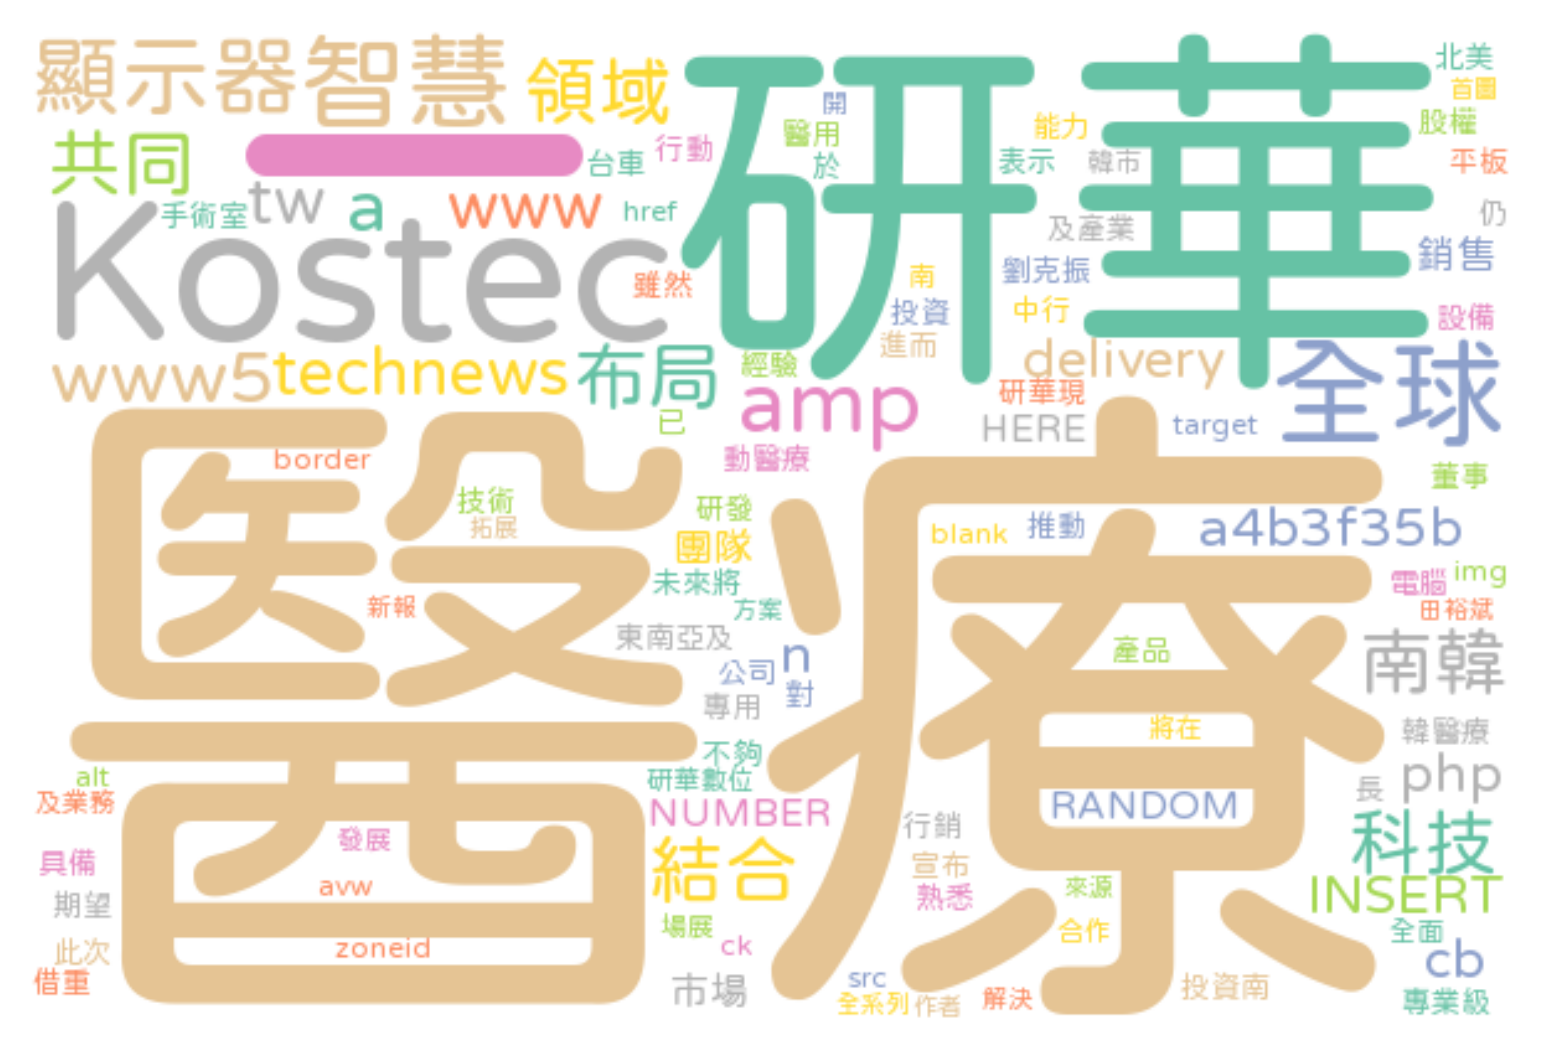 顯示器
智慧
領域
研華
北美
首圖
開
醫用
能力
股權
共同
台車
行動
於
表示
韓市
平板
手術室
tw
a
www
href
及產業
仍
Kostec
雖然
南
劉克振
銷售
投資
中行
設備
進而
www5
technews
布局
經驗
delivery
全球
amp
研華現
已
HERE
target
醫療
border
動醫療
董事
技術
研發
拓展
blank
推動
a4b3f35b
團隊
未來將
電腦
img
新報
方案
田裕斌
東南亞及
產品
南韓
公司
n
對
專用
將在
韓醫療
不夠
alt
研華數位
php
長
及業務
NUMBER
RANDOM
發展
行銷
科技
具備
結合
宣布
avw
熟悉
來源
INSERT
期望
場展
合作
全面
此次
zoneid
ck
cb
借重
市場
src
投資南
全系列
作者
解決
專業級